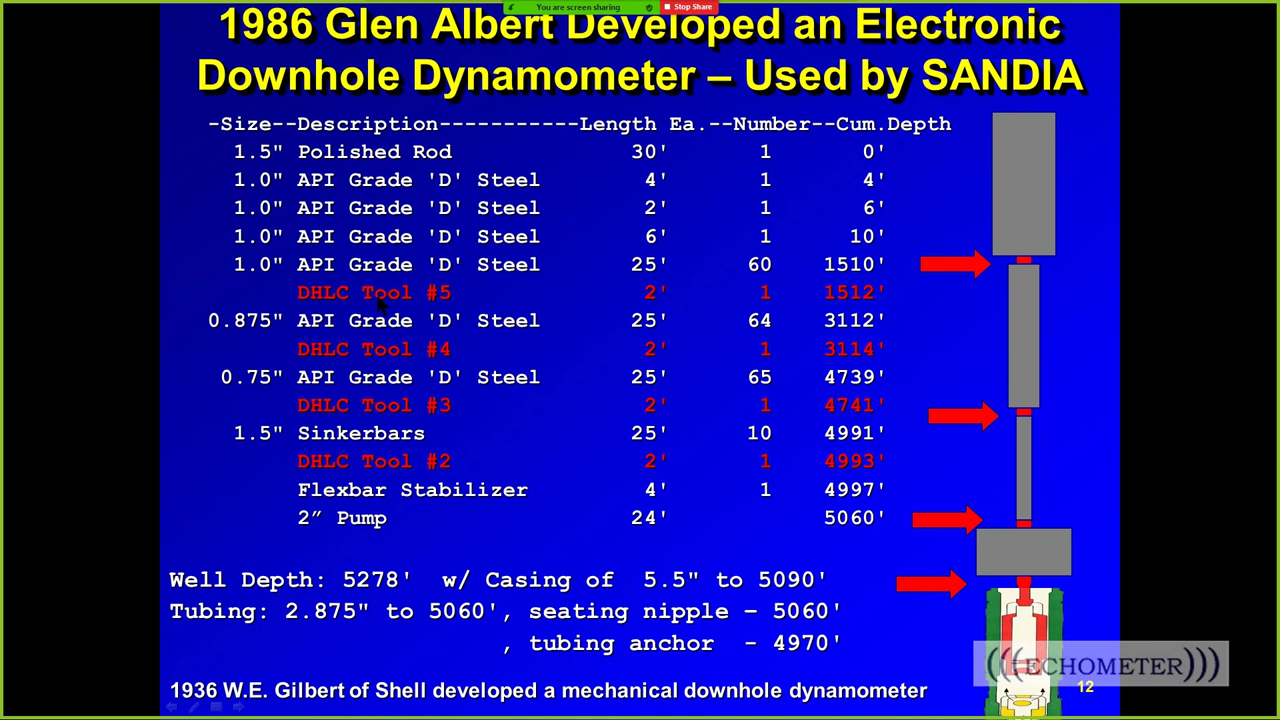 You are screen sharing
Stop Share
1986 Glen Albert Developed an Electronic
Downhole Dynamometer – Used by SANDIA
-Size--Description-----------Length Ea.--Number--Cum.Depth
1.5" Polished Rod 30' 1 0'
1.0" API Grade 'D' Steel 4' 1 4'
1.0" API Grade 'D' Steel 2' 1 6'
1.0" API Grade 'D' Steel 6' 1 10'
1.0" API Grade 'D' Steel 25' 60 1510'
DHLC Tool #5 2' 1 1512'
0.875" API Grade 'D' Steel 25' 64 3112'
DHLC Tool #4 2' 1 3114'
0.75" API Grade 'D' Steel 25' 65 4739'
DHLC Tool #3 2' 1 4741'
1.5" Sinkerbars 25' 10 4991'
DHLC Tool #2 2' 1 4993'
Flexbar Stabilizer 4' 1 4997'
2” Pump 24' 5060'
Well Depth: 5278' w/ Casing of 5.5" to 5090'
Tubing: 2.875" to 5060', seating nipple – 5060'
, tubing anchor - 4970'
(((ECHOMETER)))
1936 W.E. Gilbert of Shell developed a mechanical downhole dynamometer
12